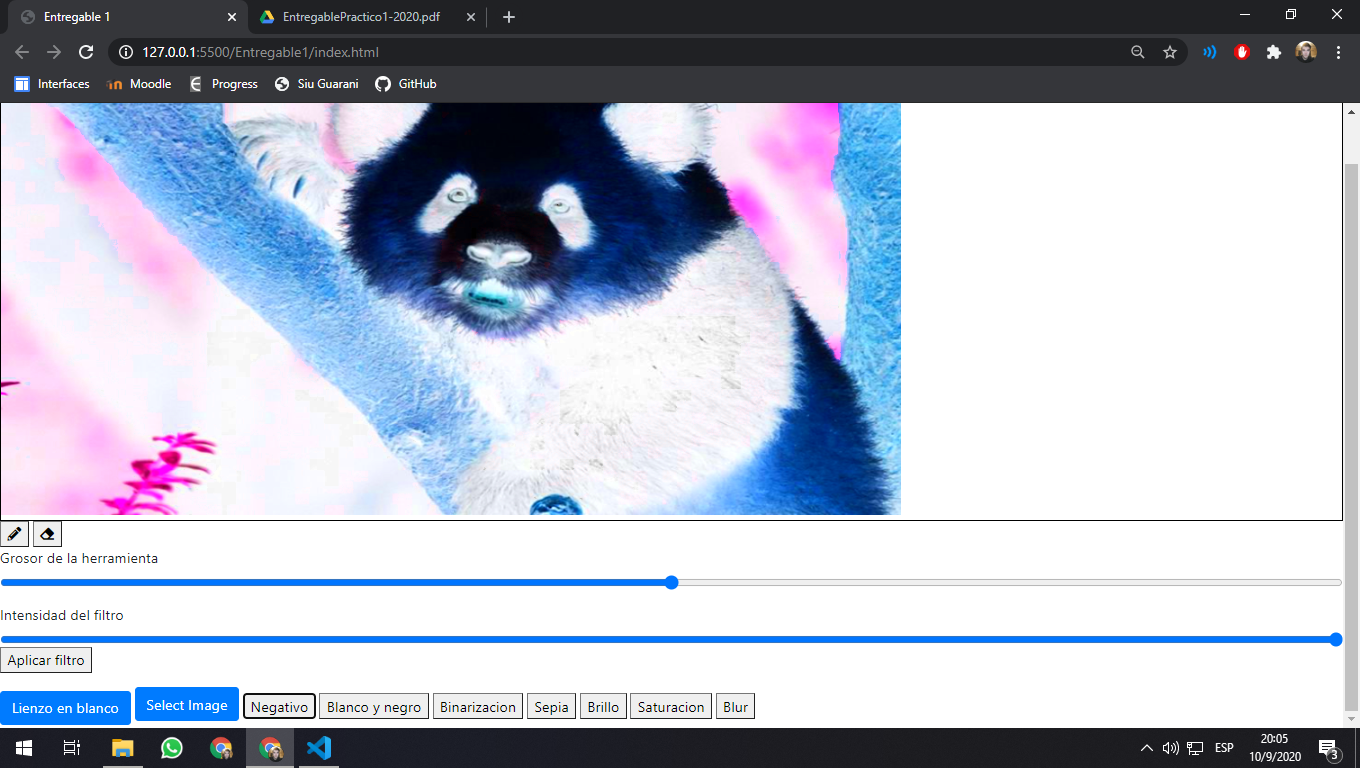 Entregable 1
EntregablePractico1-2020.pdf
127.0.0.1:5500/Entregable1/index.html
Interfaces
Moodle
Progress
Siu Guarani
GitHub
Grosor de la herramienta
Intensidad del filtro
Aplicar filtro
Lienzo en blanco
Select Image
Negativo
Blanco y negro
Binarizacion
Sepia
Brillo
Saturacion
Blur
ESP
20:05
10/9/2020
3